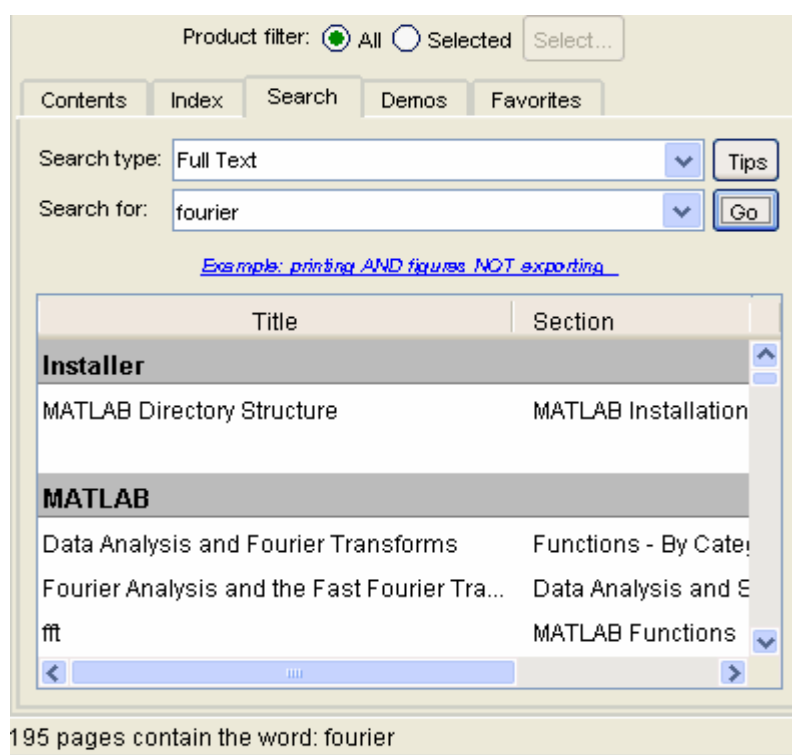 Product filter: All Selected Select...
Contents Index Search Demos Favorites
Search type: Full Text Tips
Search for: fourier Go
Example: printing AND figures NOT exporting
Title Section
Installer
MATLAB Directory Structure MATLAB Installation
MATLAB
Data Analysis and Fourier Transforms Functions - By Categ
Fourier Analysis and the Fast Fourier Tra... Data Analysis and S
fft MATLAB Functions
195 pages contain the word: fourier